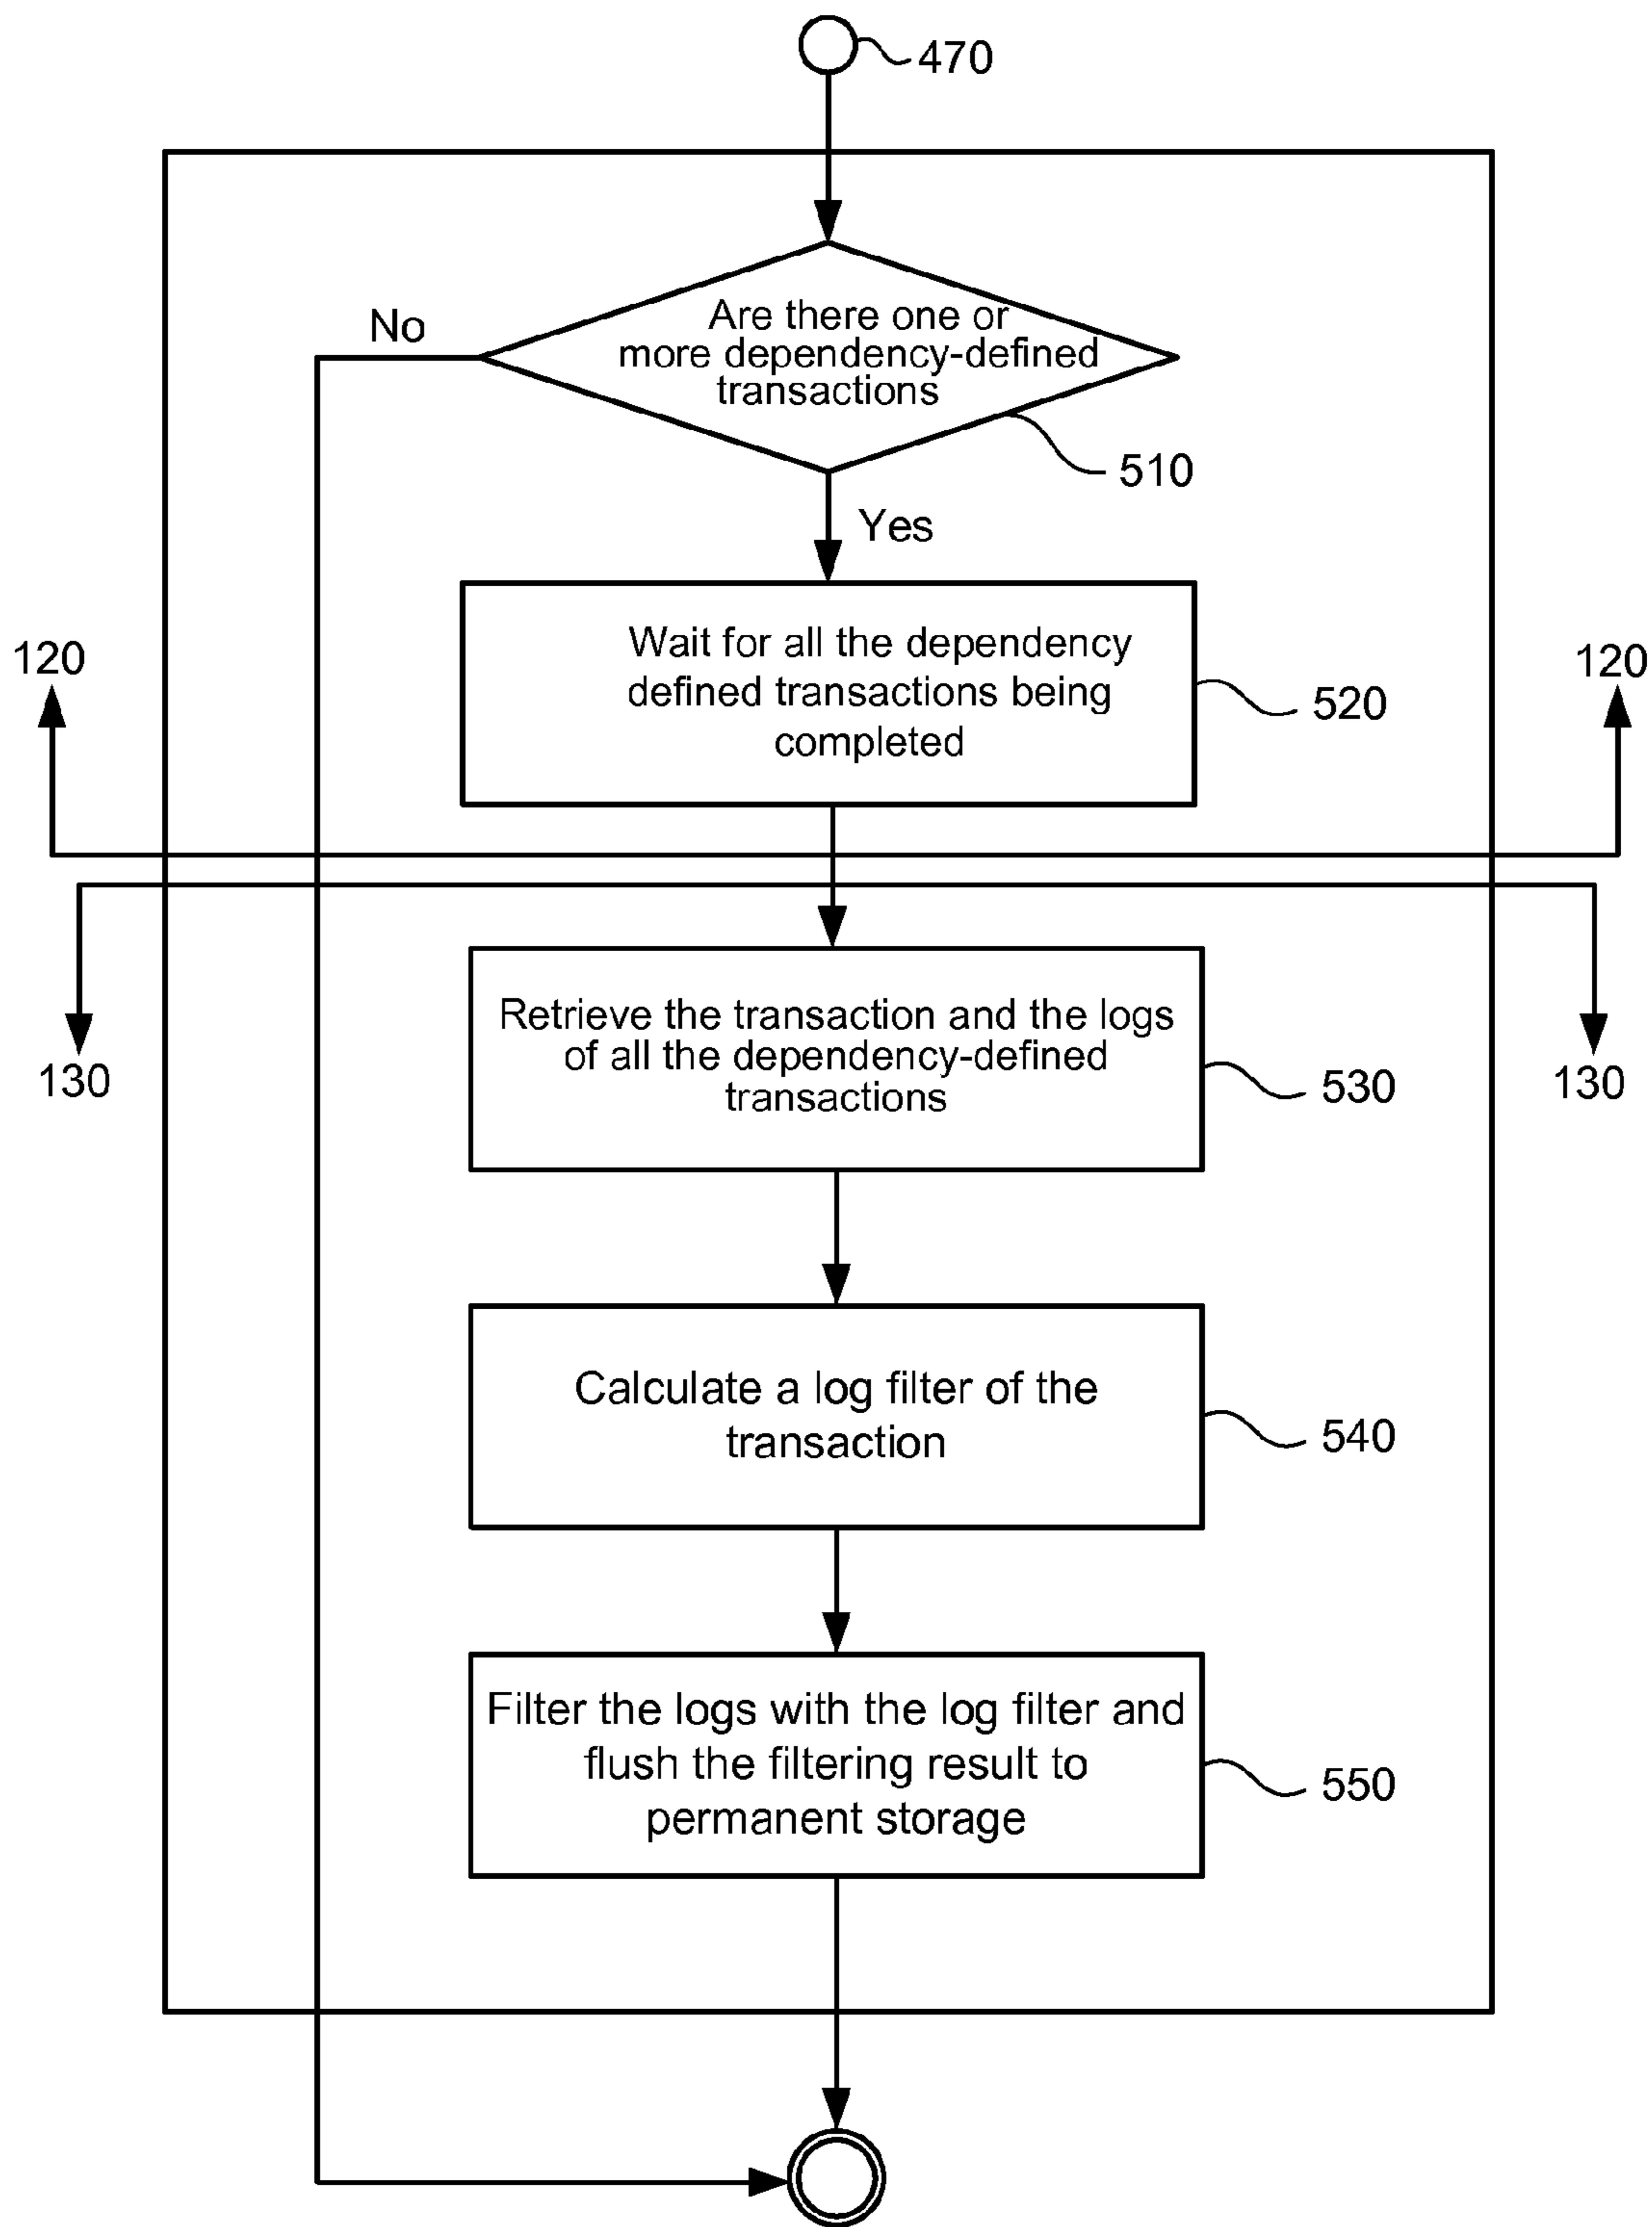 470
Are there one or
more dependency-defined
transactions
No
510
Yes
Wait for all the dependency
defined transactions being
completed
520
120
120
Retrieve the transaction and the logs
of all the dependency-defined
transactions
530
130
130
Calculate a log filter of the
transaction
540
Filter the logs with the log filter and
flush the filtering result to
permanent storage
550